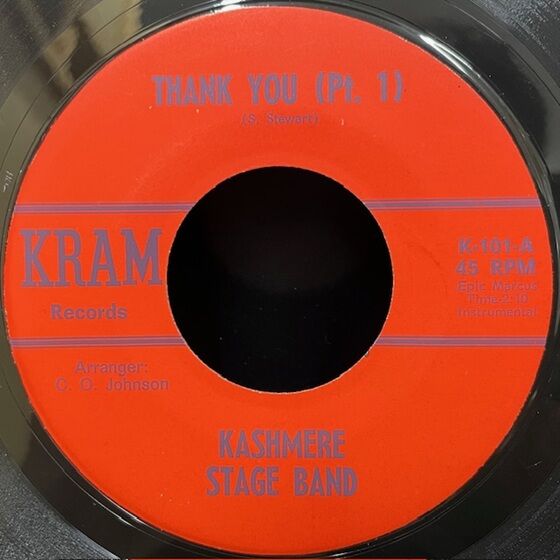 THANK YOU (Pt. 1)
(S. Stewart)
KRAM
Records
K-101-A
45 RPM
Epic Marcus
Time-2:10
Instrumental
Arranger:
C. O. Johnson
KASHMERE
STAGE BAND